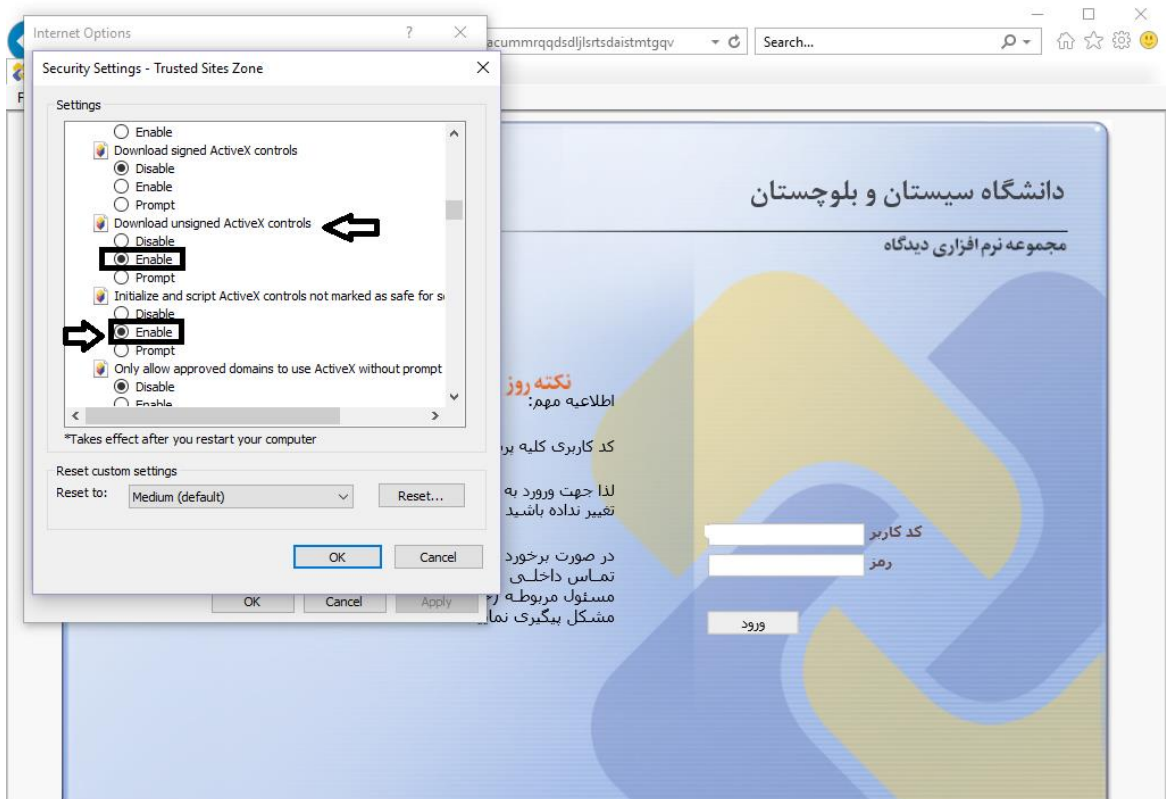 Internet Options
acummrqqdsdljlsrtsdaistmtgqv
Search...
Security Settings - Trusted Sites Zone
Settings
Enable
Download signed ActiveX controls
Disable
Enable
Prompt
Download unsigned ActiveX controls
Disable
Enable
Prompt
Initialize and script ActiveX controls not marked as safe for
Disable
Enable
Prompt
Only allow approved domains to use ActiveX without prompt
Disable
Enable
*Takes effect after you restart your computer
Reset custom settings
Reset to:
Medium (default)
Reset...
OK
Cancel
OK
Cancel
Apply
دانشگاه سیستان و بلوچستان
مجموعه نرم افزاری دیدگاه
نکته روز
اطلاعیه مهم:
کد کاربری کلیه
لذا جهت ورورد به
تغییر نداده باشید
در صورت برخورد
تمـاس داخلـی
مسئول مربوطـه
مشکل پیگیری
کد کاربر
رمز
ورود